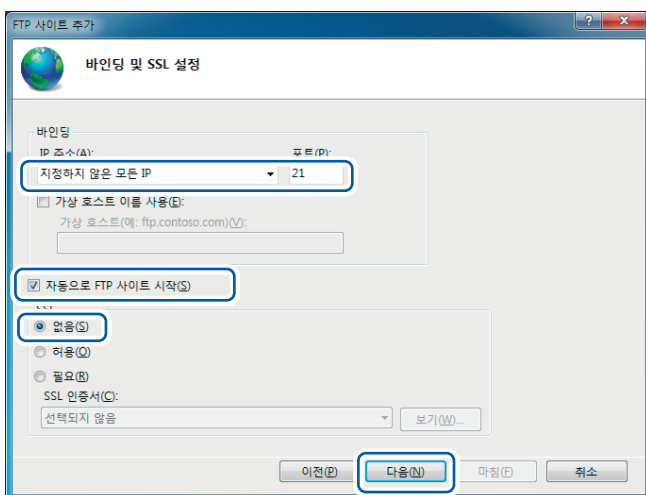 FTP 사이트 추가
바인딩 및 SSL 설정
바인딩
IP 주소(A): 포트(P):
지정하지 않은 모든 IP 21
가상 호스트 이름 사용(E):
가상 호스트(예: ftp.contoso.com)(V):
자동으로 FTP 사이트 시작(S)
SSL
없음(S)
허용(O)
필요(R)
SSL 인증서(C):
선택되지 않음 보기(W)...
이전(P) 다음(N) 마침(F) 취소